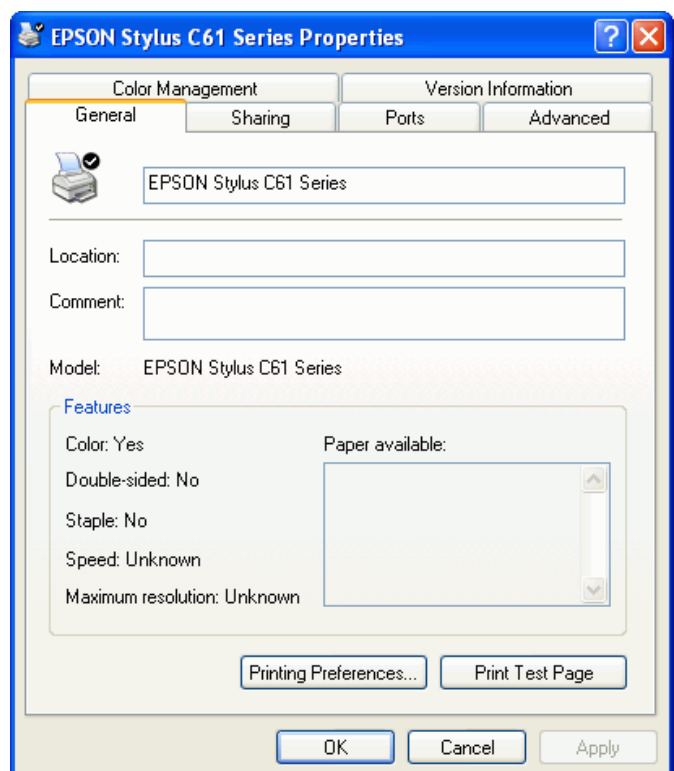 EPSON Stylus C61 Series Properties
Color Management Version Information
General Sharing Ports Advanced
EPSON Stylus C61 Series
Location:
Comment:
Model: EPSON Stylus C61 Series
Features
Color: Yes Paper available:
Double-sided: No
Staple: No
Speed: Unknown
Maximum resolution: Unknown
Printing Preferences... Print Test Page
OK Cancel Apply